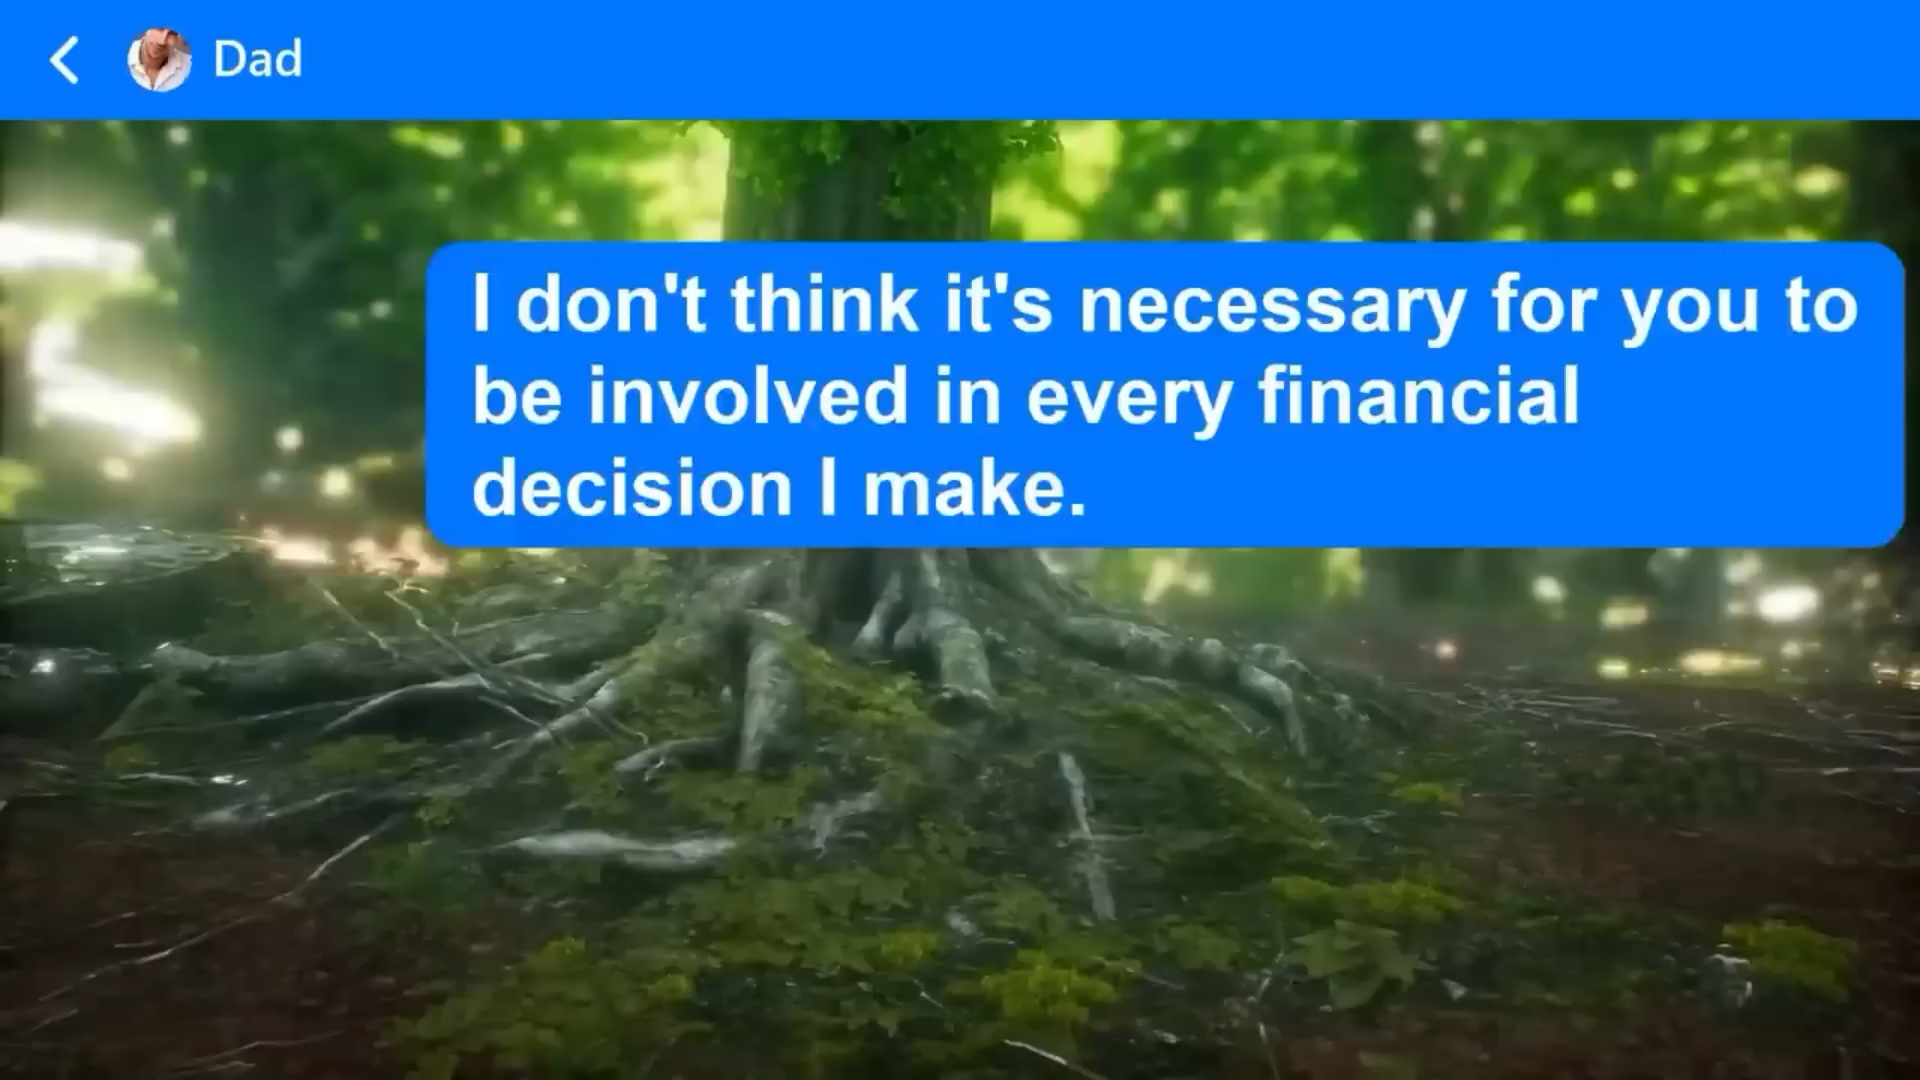 Dad
I don't think it's necessary for you to
be involved in every financial
decision I make.